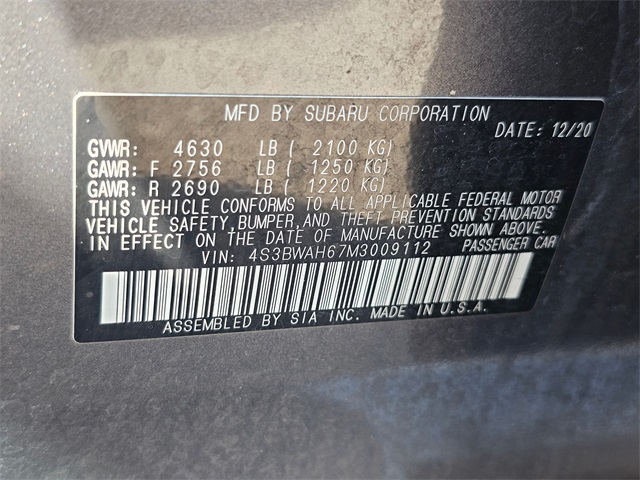 MFD BY SUBARU CORPORATION
DATE: 12/20
GVWR: 4630 LB ( 2100 KG)
GAWR: F 2756 LB ( 1250 KG)
GAWR: R 2690 LB ( 1220 KG)
THIS VEHICLE CONFORMS TO ALL APPLICABLE FEDERAL MOTOR
VEHICLE SAFETY,BUMPER,AND THEFT PREVENTION STANDARDS
IN EFFECT ON THE DATE OF MANUFACTURE SHOWN ABOVE.
VIN: 4S3BWAH67M3009112 PASSENGER CAR
ASSEMBLED BY SIA INC. MADE IN U.S.A.